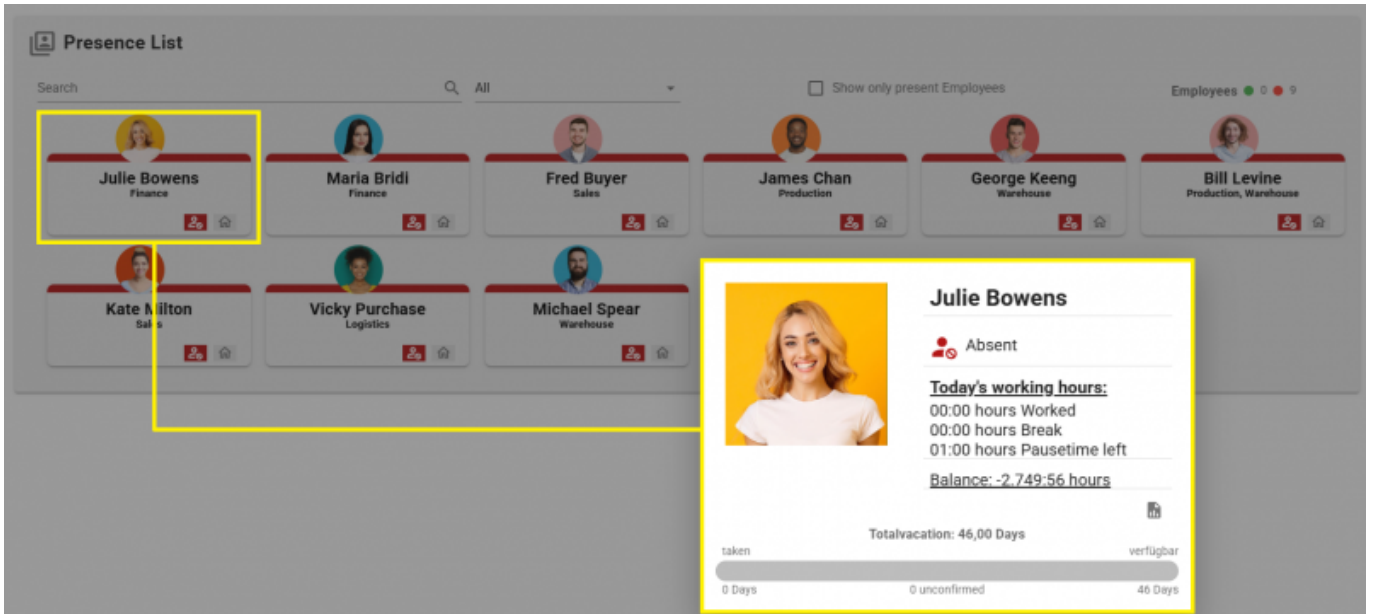 Presence List
Search
All
Show only present Employees
Employees 0 9
Julie Bowens
Finance
Maria Bridi
Finance
Fred Buyer
Sales
James Chan
Production
George Keeng
Warehouse
Bill Levine
Production, Warehouse
Kate Milton
Sales
Vicky Purchase
Logistics
Michael Spear
Warehouse
Julie Bowens
Absent
Today's working hours:
00:00 hours Worked
00:00 hours Break
01:00 hours Pausetime left
Balance: -2.749:56 hours
Totalvacation: 46,00 Days
taken
verfügbar
0 Days
0 unconfirmed
46 Days